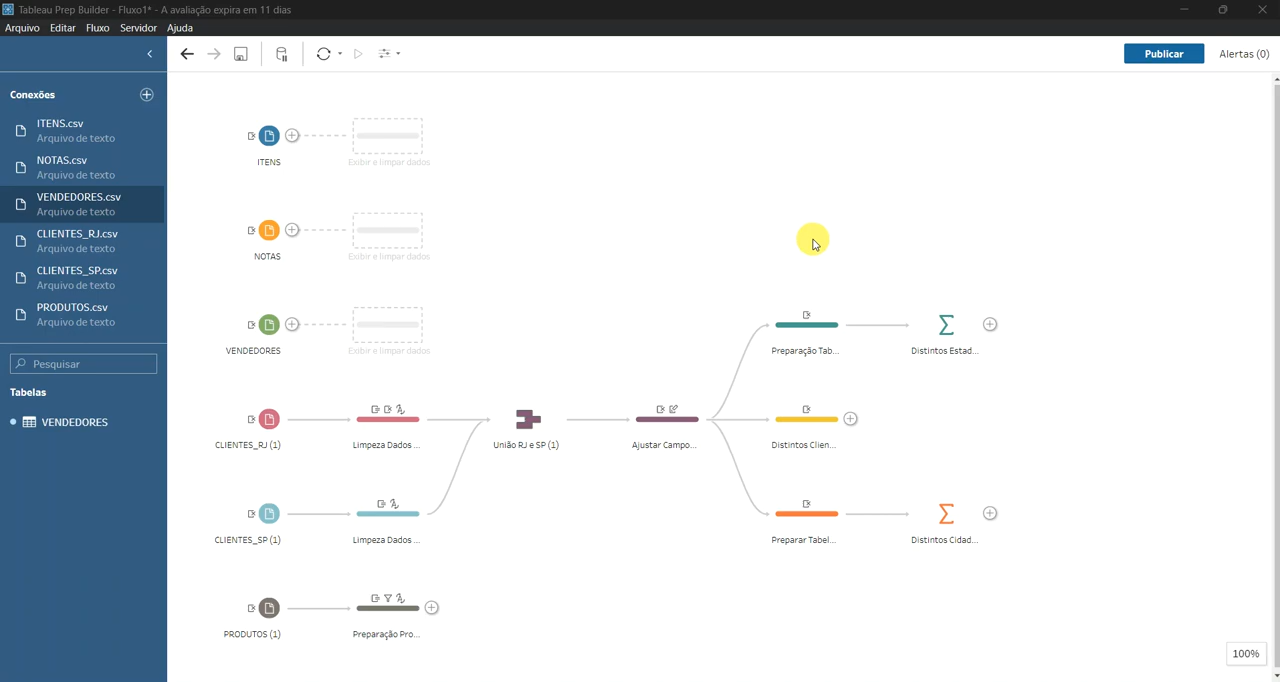 Tableau Prep Builder - Fluxo1* - A avaliação expira em 11 dias
Arquivo Editar Fluxo Servidor Ajuda
Publicar
Alertas (0)
Conexões
ITENS.csv
Arquivo de texto
NOTAS.csv
Arquivo de texto
VENDEDORES.csv
Arquivo de texto
CLIENTES_RJ.csv
Arquivo de texto
CLIENTES_SP.csv
Arquivo de texto
PRODUTOS.csv
Arquivo de texto
Pesquisar
Tabelas
VENDEDORES
ITENS
Exibir e limpar dados
NOTAS
Exibir e limpar dados
VENDEDORES
Exibir e limpar dados
Preparação Tab...
Distintos Estad...
CLIENTES_RJ (1)
Limpeza Dados ...
União RJ e SP (1)
Ajustar Campo...
Distintos Clien...
CLIENTES_SP (1)
Limpeza Dados ...
Preparar Tabel...
Distintos Cidad...
PRODUTOS (1)
Preparação Pro...
100%